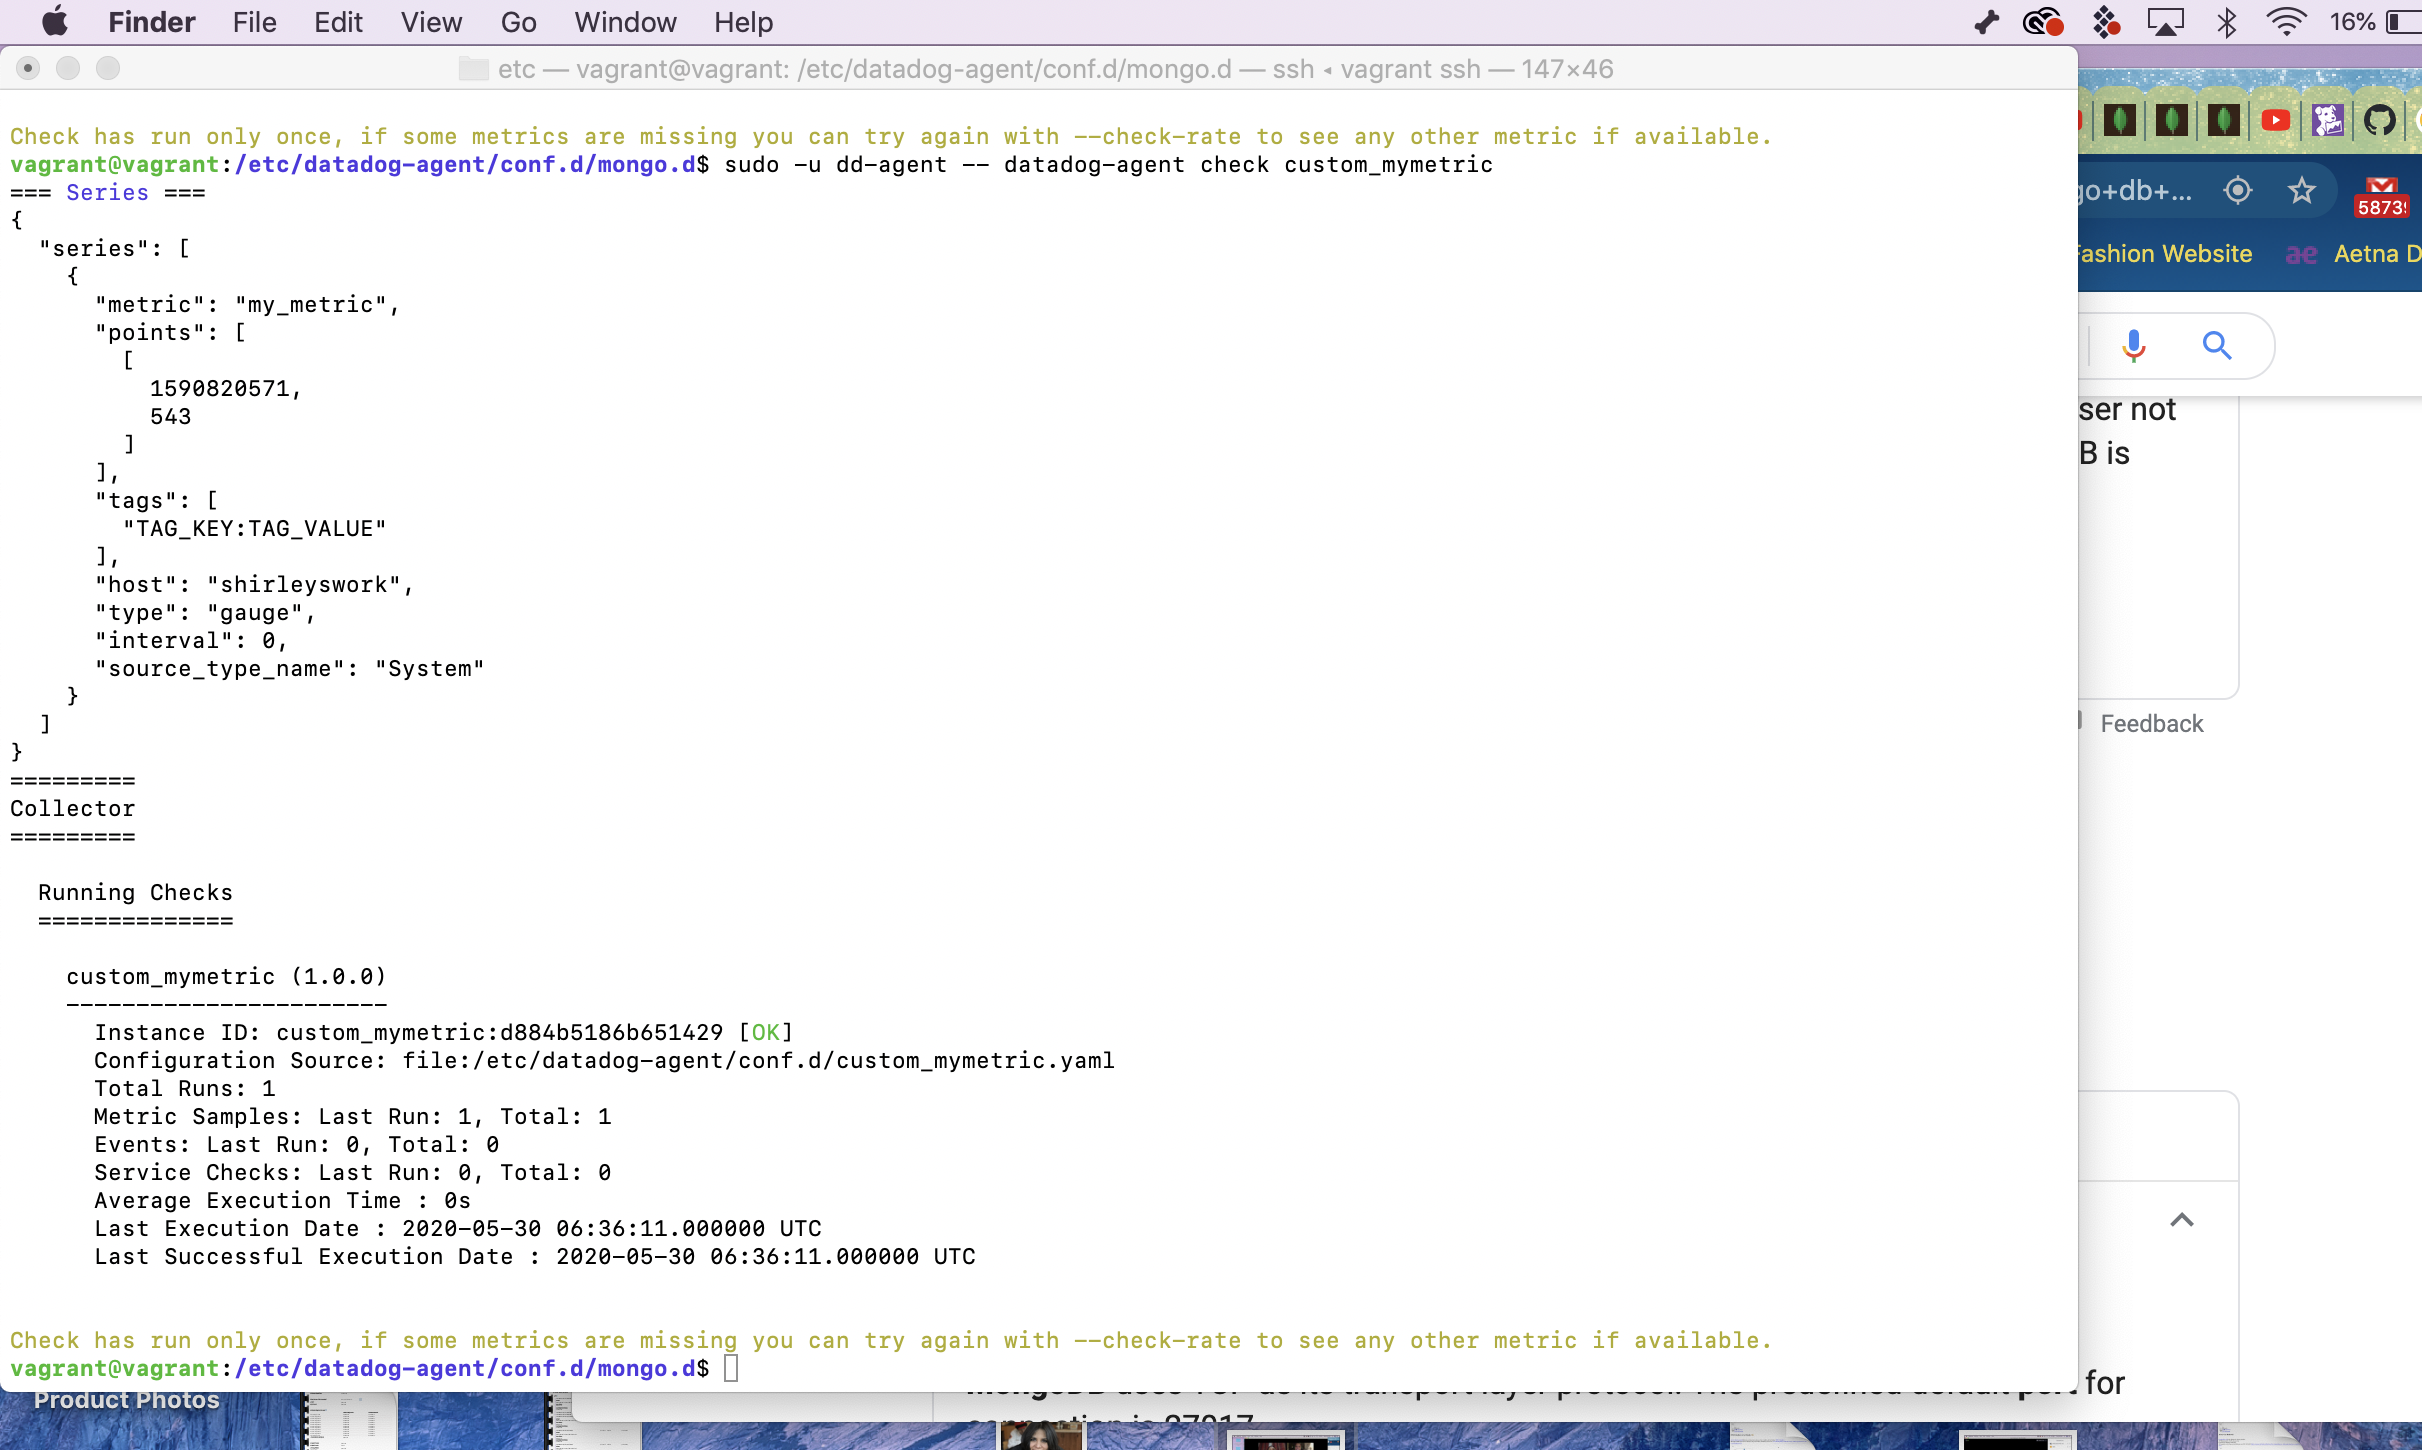 Finder File Edit View Go Window Help 16%
etc — vagrant@vagrant: /etc/datadog-agent/conf.d/mongo.d — ssh ◂ vagrant ssh — 147×46
Check has run only once, if some metrics are missing you can try again with --check-rate to see any other metric if available.
vagrant@vagrant:/etc/datadog-agent/conf.d/mongo.d$ sudo -u dd-agent -- datadog-agent check custom_mymetric
=== Series ===
{
  "series": [
    {
      "metric": "my_metric",
      "points": [
        [
          1590820571,
          543
        ]
      ],
      "tags": [
        "TAG_KEY:TAG_VALUE"
      ],
      "host": "shirleyswork",
      "type": "gauge",
      "interval": 0,
      "source_type_name": "System"
    }
  ]
}
=========
Collector
=========
  Running Checks
  ==============
    custom_mymetric (1.0.0)
    -----------------------
      Instance ID: custom_mymetric:d884b5186b651429 [OK]
      Configuration Source: file:/etc/datadog-agent/conf.d/custom_mymetric.yaml
      Total Runs: 1
      Metric Samples: Last Run: 1, Total: 1
      Events: Last Run: 0, Total: 0
      Service Checks: Last Run: 0, Total: 0
      Average Execution Time : 0s
      Last Execution Date : 2020-05-30 06:36:11.000000 UTC
      Last Successful Execution Date : 2020-05-30 06:36:11.000000 UTC
Check has run only once, if some metrics are missing you can try again with --check-rate to see any other metric if available.
vagrant@vagrant:/etc/datadog-agent/conf.d/mongo.d$
go+db+...
5873
Fashion Website ae Aetna D
ser not
B is
Feedback
for
Product Photos